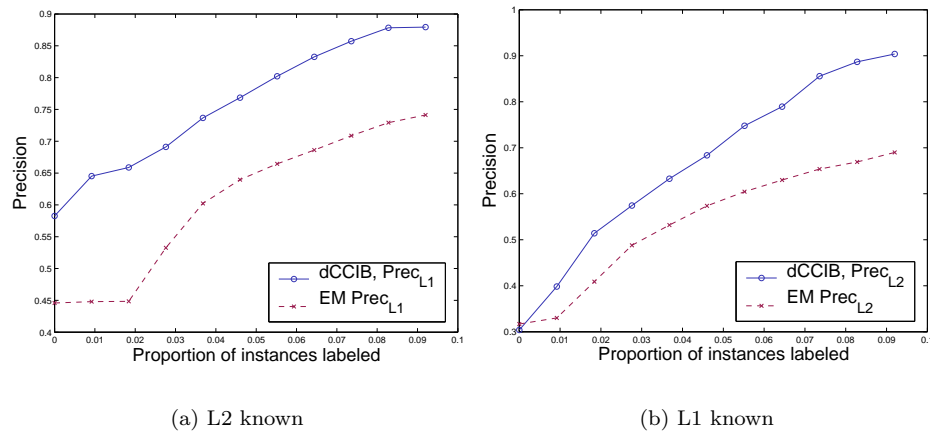 0.9
0.85
0.8
0.75
0.7
0.65
0.6
0.55
0.5
0.45
0.4
Precision
dCCIB, Prec_L1
EM Prec_L1
0 0.01 0.02 0.03 0.04 0.05 0.06 0.07 0.08 0.09 0.1
Proportion of instances labeled
(a) L2 known
1
0.9
0.8
0.7
0.6
0.5
0.4
0.3
Precision
dCCIB, Prec_L2
EM Prec_L2
0 0.01 0.02 0.03 0.04 0.05 0.06 0.07 0.08 0.09 0.1
Proportion of instances labeled
(b) L1 known